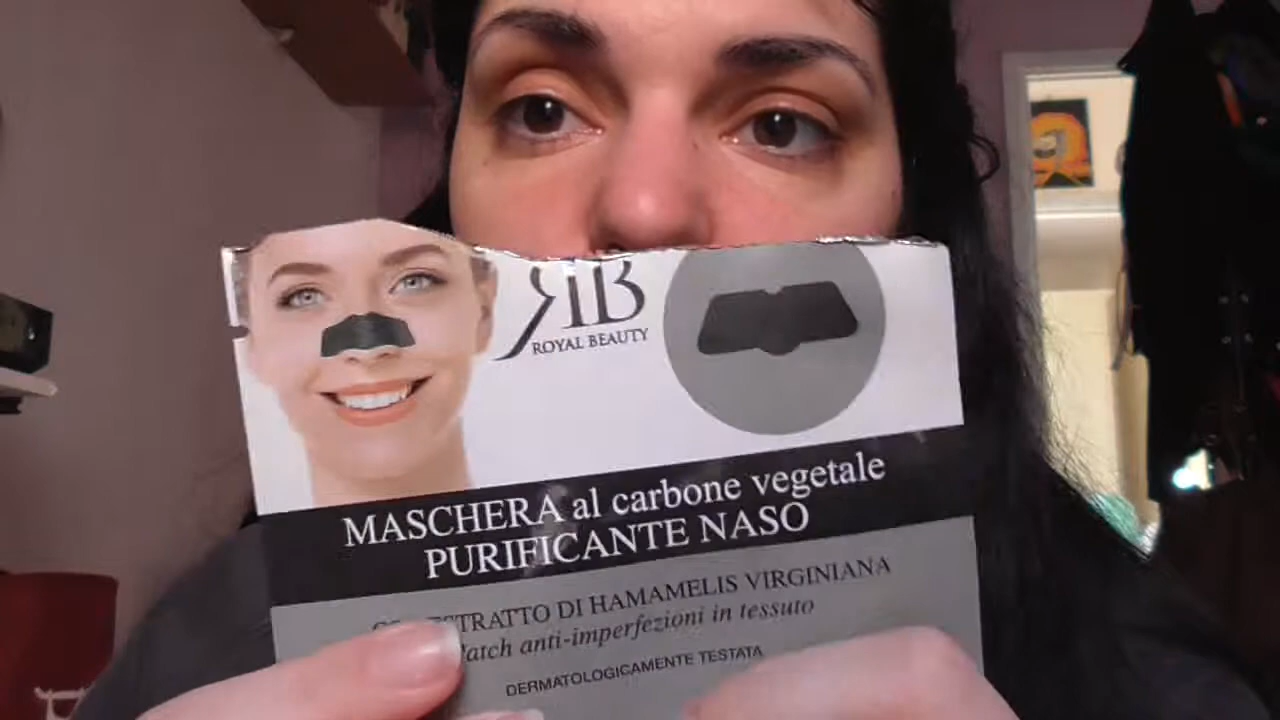 RB
ROYAL BEAUTY
MASCHERA al carbone vegetale
PURIFICANTE NASO
ESTRATTO DI HAMAMELIS VIRGINIANA
Patch anti-imperfezioni in tessuto
DERMATOLOGICAMENTE TESTATA